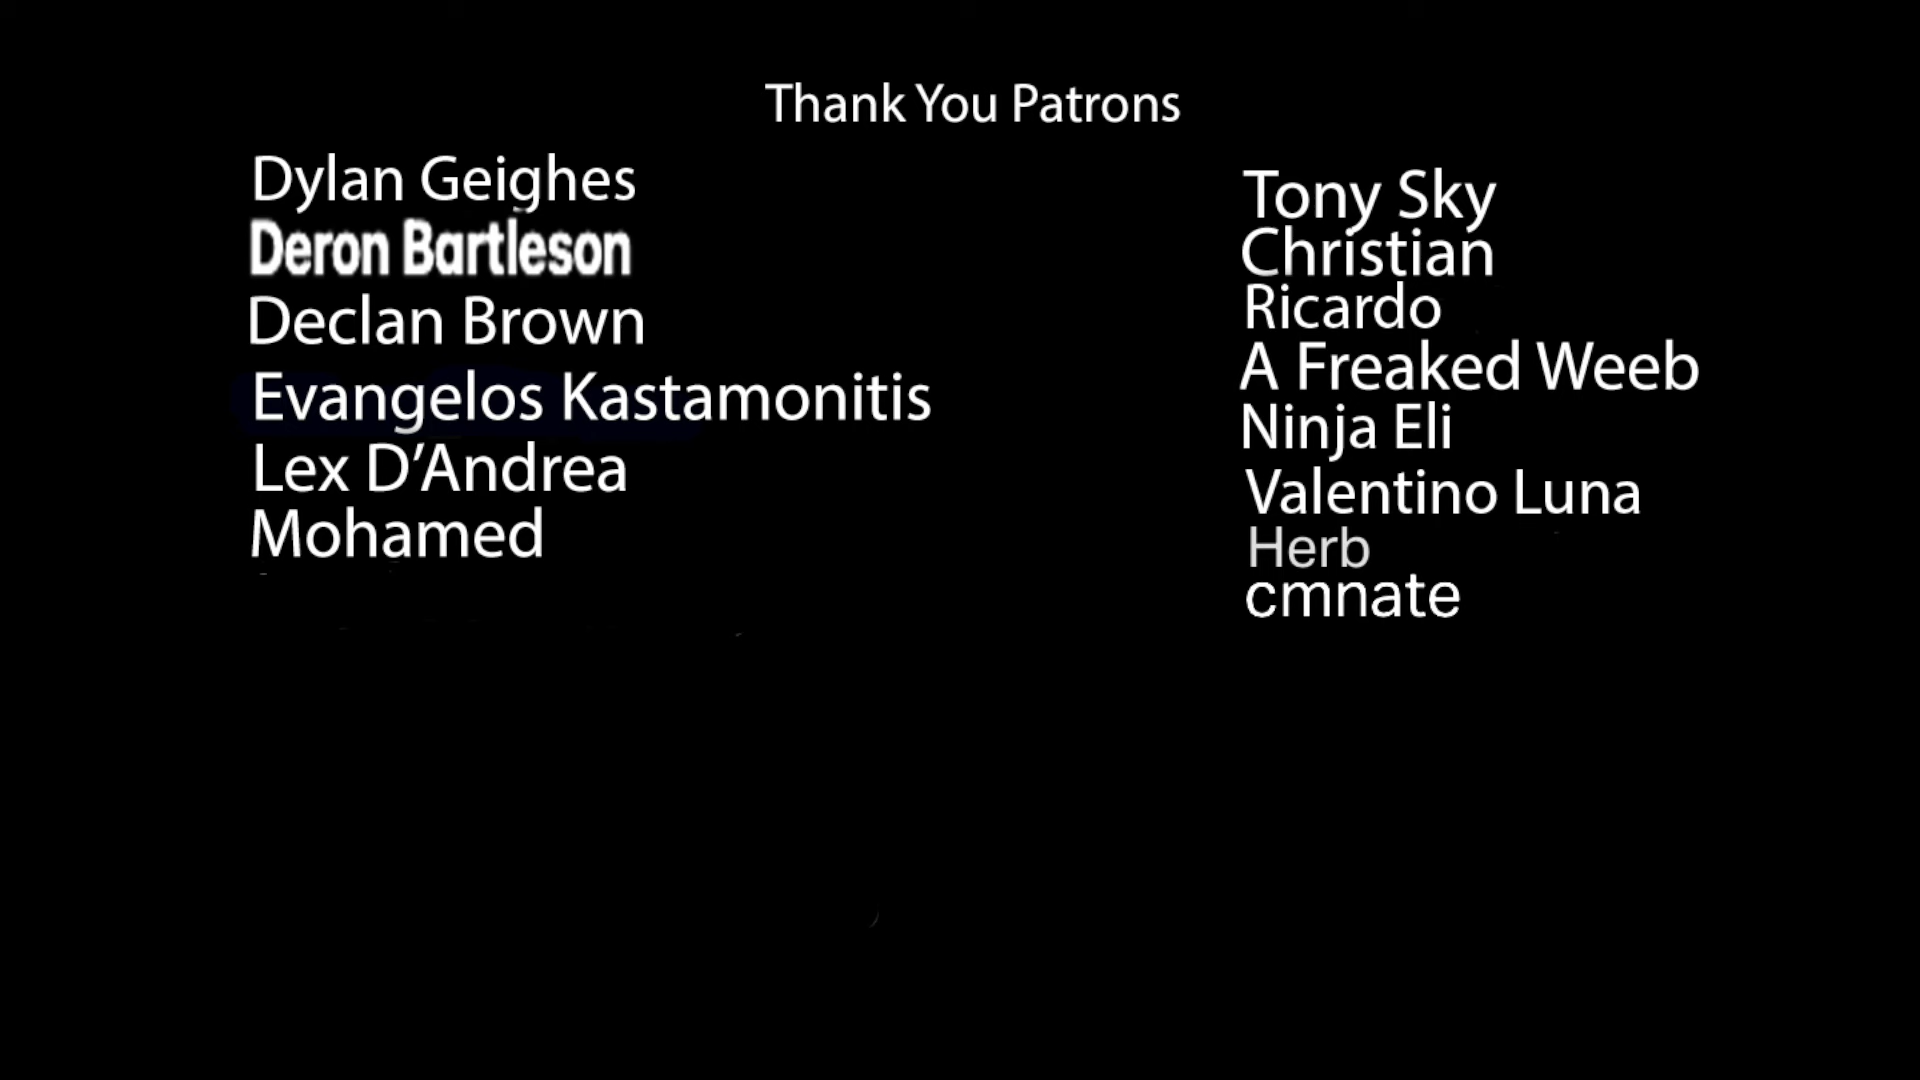 Thank You Patrons
Dylan Geighes
Deron Bartleson
Declan Brown
Evangelos Kastamonitis
Lex D’Andrea
Mohamed
Tony Sky
Christian
Ricardo
A Freaked Weeb
Ninja Eli
Valentino Luna
Herb
cmnate